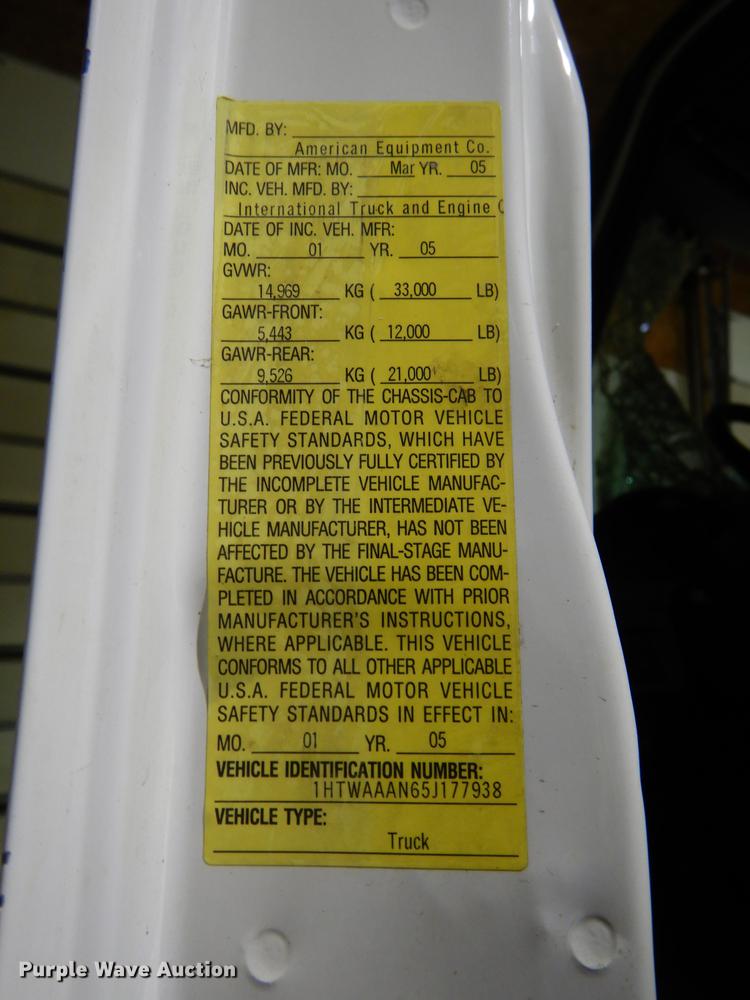 MFD. BY:
American Equipment Co.
DATE OF MFR: MO. Mar YR. 05
INC. VEH. MFD. BY:
International Truck and Engine
DATE OF INC. VEH. MFR:
MO. 01 YR. 05
GVWR:
14,969 KG ( 33,000 LB)
GAWR-FRONT:
5,443 KG ( 12,000 LB)
GAWR-REAR:
9,526 KG ( 21,000 LB)
CONFORMITY OF THE CHASSIS-CAB TO
U.S.A. FEDERAL MOTOR VEHICLE
SAFETY STANDARDS, WHICH HAVE
BEEN PREVIOUSLY FULLY CERTIFIED BY
THE INCOMPLETE VEHICLE MANUFAC-
TURER OR BY THE INTERMEDIATE VE-
HICLE MANUFACTURER, HAS NOT BEEN
AFFECTED BY THE FINAL-STAGE MANU-
FACTURE. THE VEHICLE HAS BEEN COM-
PLETED IN ACCORDANCE WITH PRIOR
MANUFACTURER'S INSTRUCTIONS,
WHERE APPLICABLE. THIS VEHICLE
CONFORMS TO ALL OTHER APPLICABLE
U.S.A. FEDERAL MOTOR VEHICLE
SAFETY STANDARDS IN EFFECT IN:
MO. 01 YR. 05
VEHICLE IDENTIFICATION NUMBER:
1HTWAAAN65J177938
VEHICLE TYPE:
Truck
Purple Wave Auction